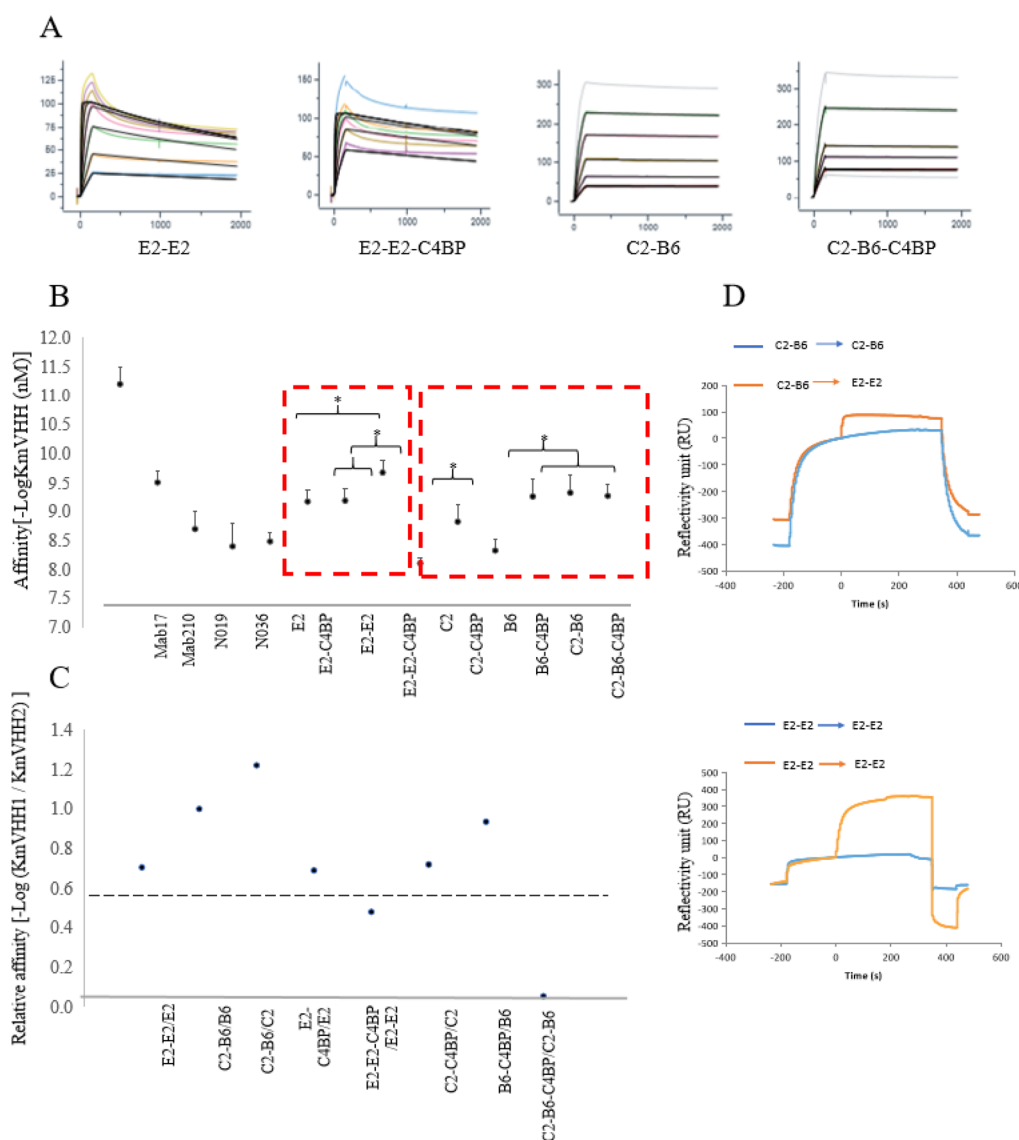 A
125
100
75
50
25
0
0
1000
2000
E2-E2
150
100
50
0
0
1000
2000
E2-E2-C4BP
300
200
100
0
0
1000
2000
C2-B6
300
200
100
0
0
1000
2000
C2-B6-C4BP
B
Affinity[-LogKmVHH (nM)]
12.0
11.5
11.0
10.5
10.0
9.5
9.0
8.5
8.0
7.5
7.0
*
*
*
*
Mab17
Mab210
N019
N036
E2
E2-C4BP
E2-E2
E2-E2-C4BP
C2
C2-C4BP
B6
B6-C4BP
C2-B6
C2-B6-C4BP
C
Relative affinity [-Log (KmVHH1 / KmVHH2) ]
1.4
1.2
1.0
0.8
0.6
0.4
0.2
0.0
E2-E2/E2
C2-B6/B6
C2-B6/C2
E2-
C4BP/E2
E2-E2-C4BP
/E2-E2
C2-C4BP/C2
B6-C4BP/B6
C2-B6-C4BP/C2-B6
D
C2-B6 C2-B6
C2-B6 E2-E2
Reflectivity unit (RU)
200
100
0
-100
-200
-300
-400
-500
-400 -200 0 200 400 600
Time (s)
E2-E2 E2-E2
E2-E2 E2-E2
Reflectivity unit (RU)
500
400
300
200
100
0
-100
-200
-300
-400
-500
-400 -200 0 200 400 600
Time (s)